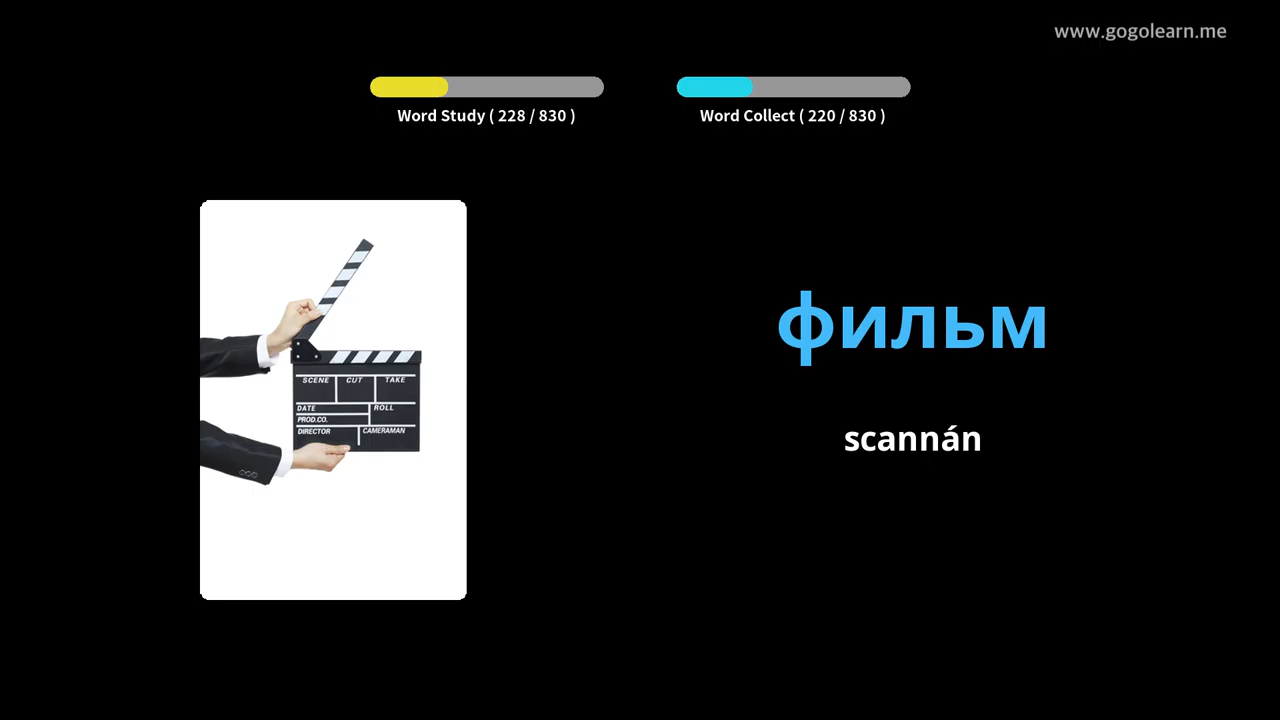 www.gogolearn.me
Word Study ( 228 / 830 )
Word Collect ( 220 / 830 )
SCENE CUT TAKE
DATE ROLL
PROD.CO.
DIRECTOR CAMERAMAN
фильм
scannán